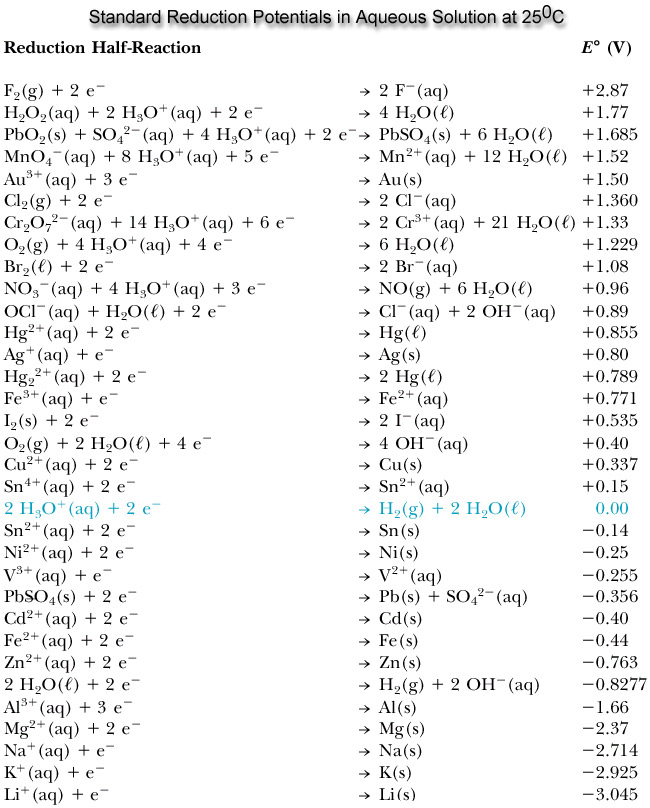 Standard Reduction Potentials in Aqueous Solution at 25⁰C
Reduction Half-Reaction E° (V)
F₂(g) + 2 e⁻ → 2 F⁻(aq) +2.87
H₂O₂(aq) + 2 H₃O⁺(aq) + 2 e⁻ → 4 H₂O(ℓ) +1.77
PbO₂(s) + SO₄²⁻(aq) + 4 H₃O⁺(aq) + 2 e⁻ → PbSO₄(s) + 6 H₂O(ℓ) +1.685
MnO₄⁻(aq) + 8 H₃O⁺(aq) + 5 e⁻ → Mn²⁺(aq) + 12 H₂O(ℓ) +1.52
Au³⁺(aq) + 3 e⁻ → Au(s) +1.50
Cl₂(g) + 2 e⁻ → 2 Cl⁻(aq) +1.360
Cr₂O₇²⁻(aq) + 14 H₃O⁺(aq) + 6 e⁻ → 2 Cr³⁺(aq) + 21 H₂O(ℓ) +1.33
O₂(g) + 4 H₃O⁺(aq) + 4 e⁻ → 6 H₂O(ℓ) +1.229
Br₂(ℓ) + 2 e⁻ → 2 Br⁻(aq) +1.08
NO₃⁻(aq) + 4 H₃O⁺(aq) + 3 e⁻ → NO(g) + 6 H₂O(ℓ) +0.96
OCl⁻(aq) + H₂O(ℓ) + 2 e⁻ → Cl⁻(aq) + 2 OH⁻(aq) +0.89
Hg²⁺(aq) + 2 e⁻ → Hg(ℓ) +0.855
Ag⁺(aq) + e⁻ → Ag(s) +0.80
Hg₂²⁺(aq) + 2 e⁻ → 2 Hg(ℓ) +0.789
Fe³⁺(aq) + e⁻ → Fe²⁺(aq) +0.771
I₂(s) + 2 e⁻ → 2 I⁻(aq) +0.535
O₂(g) + 2 H₂O(ℓ) + 4 e⁻ → 4 OH⁻(aq) +0.40
Cu²⁺(aq) + 2 e⁻ → Cu(s) +0.337
Sn⁴⁺(aq) + 2 e⁻ → Sn²⁺(aq) +0.15
2 H₃O⁺(aq) + 2 e⁻ → H₂(g) + 2 H₂O(ℓ) 0.00
Sn²⁺(aq) + 2 e⁻ → Sn(s) −0.14
Ni²⁺(aq) + 2 e⁻ → Ni(s) −0.25
V³⁺(aq) + e⁻ → V²⁺(aq) −0.255
PbSO₄(s) + 2 e⁻ → Pb(s) + SO₄²⁻(aq) −0.356
Cd²⁺(aq) + 2 e⁻ → Cd(s) −0.40
Fe²⁺(aq) + 2 e⁻ → Fe(s) −0.44
Zn²⁺(aq) + 2 e⁻ → Zn(s) −0.763
2 H₂O(ℓ) + 2 e⁻ → H₂(g) + 2 OH⁻(aq) −0.8277
Al³⁺(aq) + 3 e⁻ → Al(s) −1.66
Mg²⁺(aq) + 2 e⁻ → Mg(s) −2.37
Na⁺(aq) + e⁻ → Na(s) −2.714
K⁺(aq) + e⁻ → K(s) −2.925
Li⁺(aq) + e⁻ → Li(s) −3.045